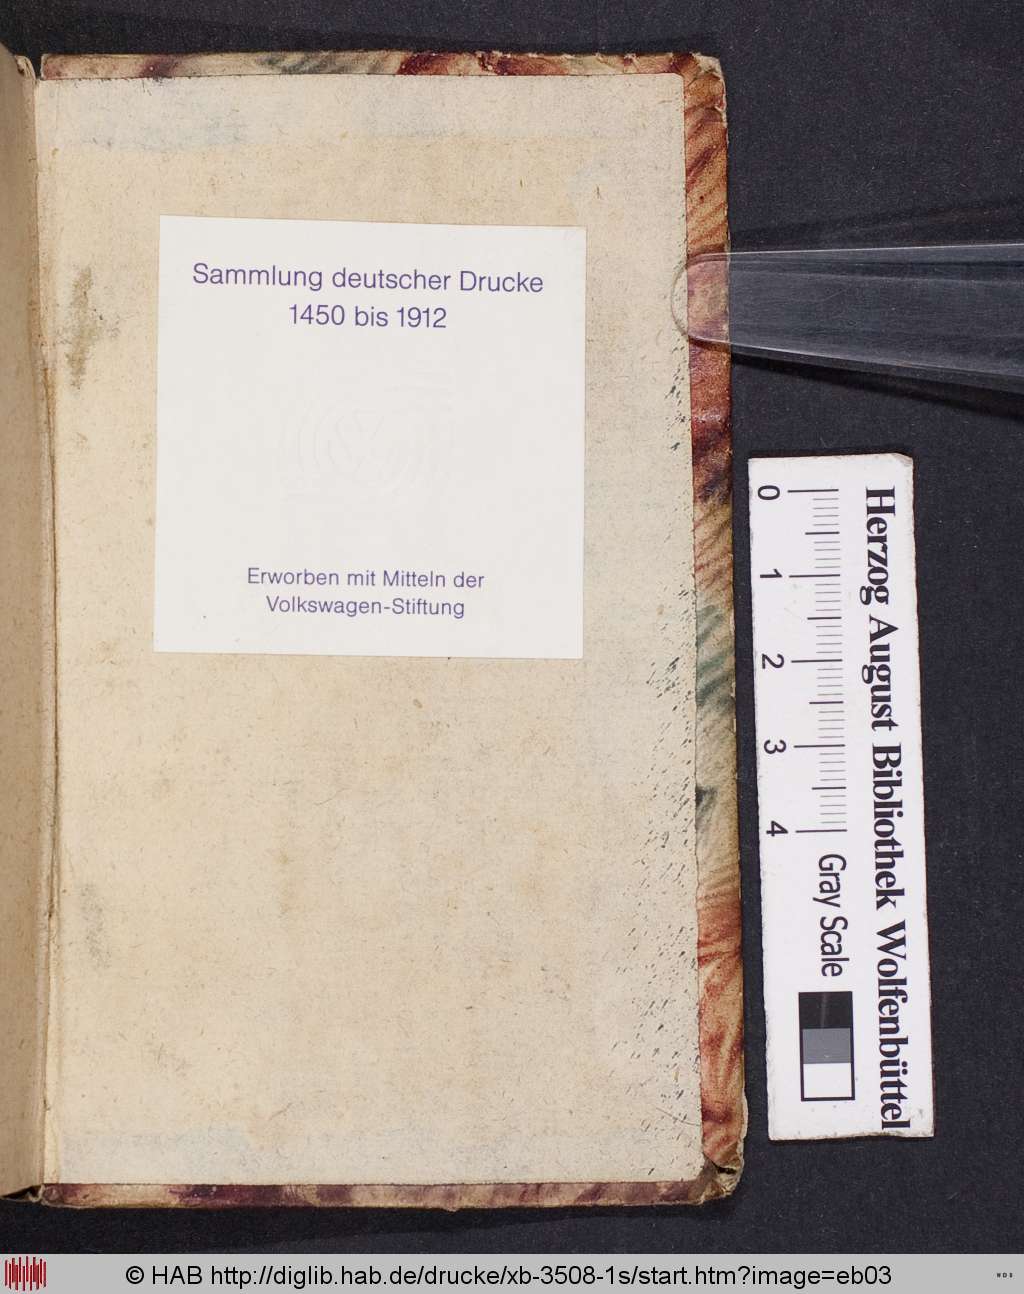 Sammlung deutscher Drucke
1450 bis 1912
Erworben mit Mitteln der
Volkswagen-Stiftung
Herzog August Bibliothek Wolfenbüttel
0 1 2 3 4
Gray Scale
© HAB http://diglib.hab.de/drucke/xb-3508-1s/start.htm?image=eb03